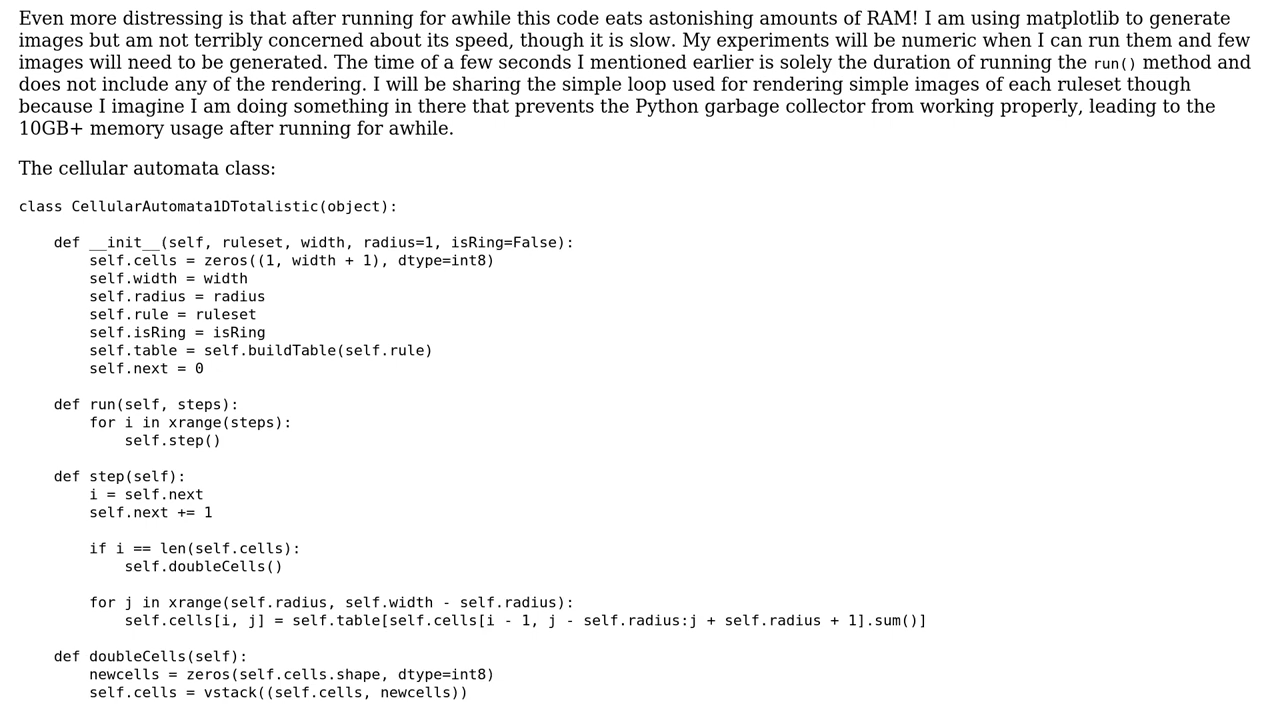 Even more distressing is that after running for awhile this code eats astonishing amounts of RAM! I am using matplotlib to generate
images but am not terribly concerned about its speed, though it is slow. My experiments will be numeric when I can run them and few
images will need to be generated. The time of a few seconds I mentioned earlier is solely the duration of running the run() method and
does not include any of the rendering. I will be sharing the simple loop used for rendering simple images of each ruleset though
because I imagine I am doing something in there that prevents the Python garbage collector from working properly, leading to the
10GB+ memory usage after running for awhile.

The cellular automata class:

class CellularAutomata1DTotalistic(object):

    def __init__(self, ruleset, width, radius=1, isRing=False):
        self.cells = zeros((1, width + 1), dtype=int8)
        self.width = width
        self.radius = radius
        self.rule = ruleset
        self.isRing = isRing
        self.table = self.buildTable(self.rule)
        self.next = 0

    def run(self, steps):
        for i in xrange(steps):
            self.step()

    def step(self):
        i = self.next
        self.next += 1

        if i == len(self.cells):
            self.doubleCells()

        for j in xrange(self.radius, self.width - self.radius):
            self.cells[i, j] = self.table[self.cells[i - 1, j - self.radius:j + self.radius + 1].sum()]

    def doubleCells(self):
        newcells = zeros(self.cells.shape, dtype=int8)
        self.cells = vstack((self.cells, newcells))